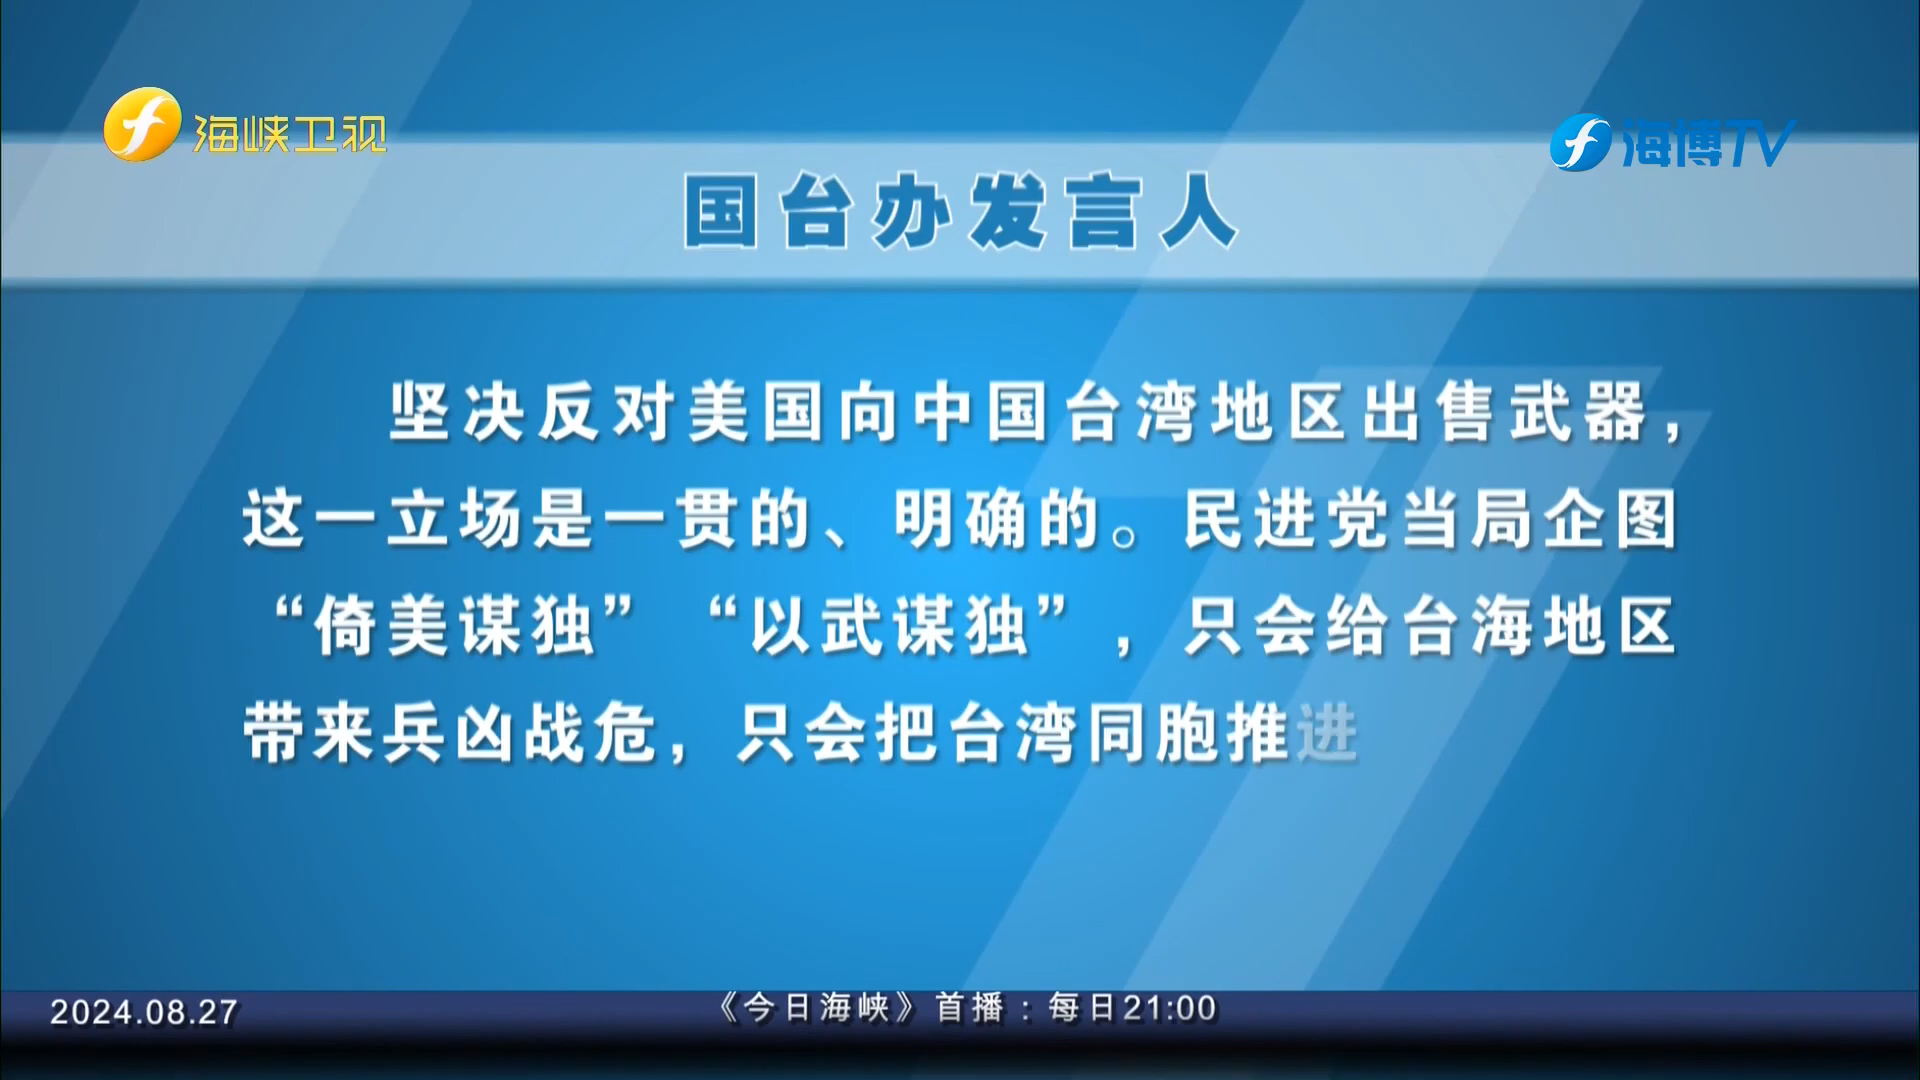 海峡卫视
海博TV
国台办发言人
坚决反对美国向中国台湾地区出售武器，
这一立场是一贯的、明确的。民进党当局企图
“倚美谋独”“以武谋独”，只会给台海地区
带来兵凶战危，只会把台湾同胞推进
2024.08.27
《今日海峡》首播：每日21:00